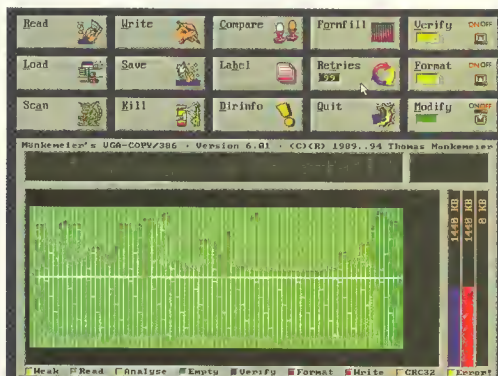 Read Write Compare Formfill Verify ON OFF
Load Save Label Retries 99 Format ON OFF
Scan Kill Dirinfo Quit Modify ON OFF
Münkemeier's VGA-COPY/386 · Version 6.01 · (C)(R) 1989..94 Thomas Mönkemeier
1440 KB
1440 KB
0 KB
Weak Read Analyse Empty Verify Format Write CRC32 Error!